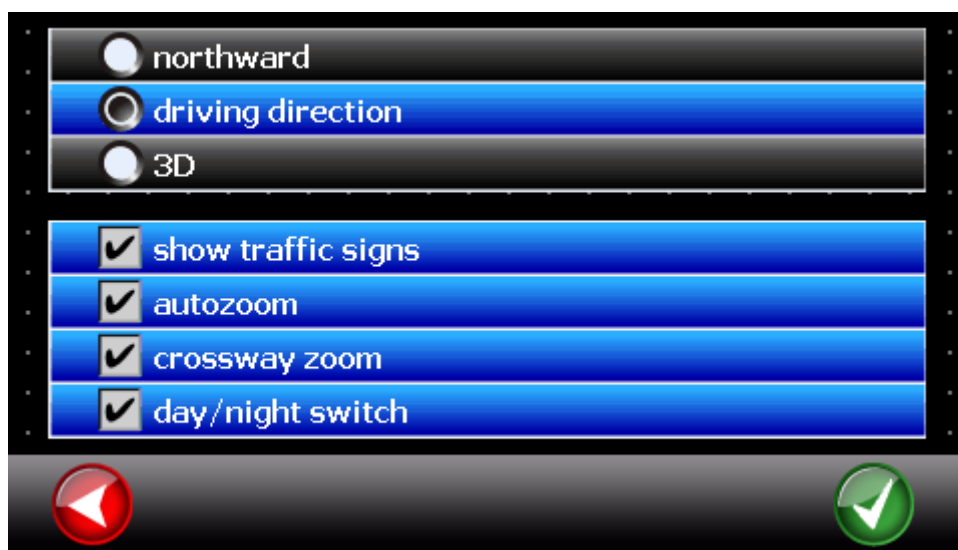 northward
driving direction
3D
show traffic signs
autozoom
crossway zoom
day/night switch